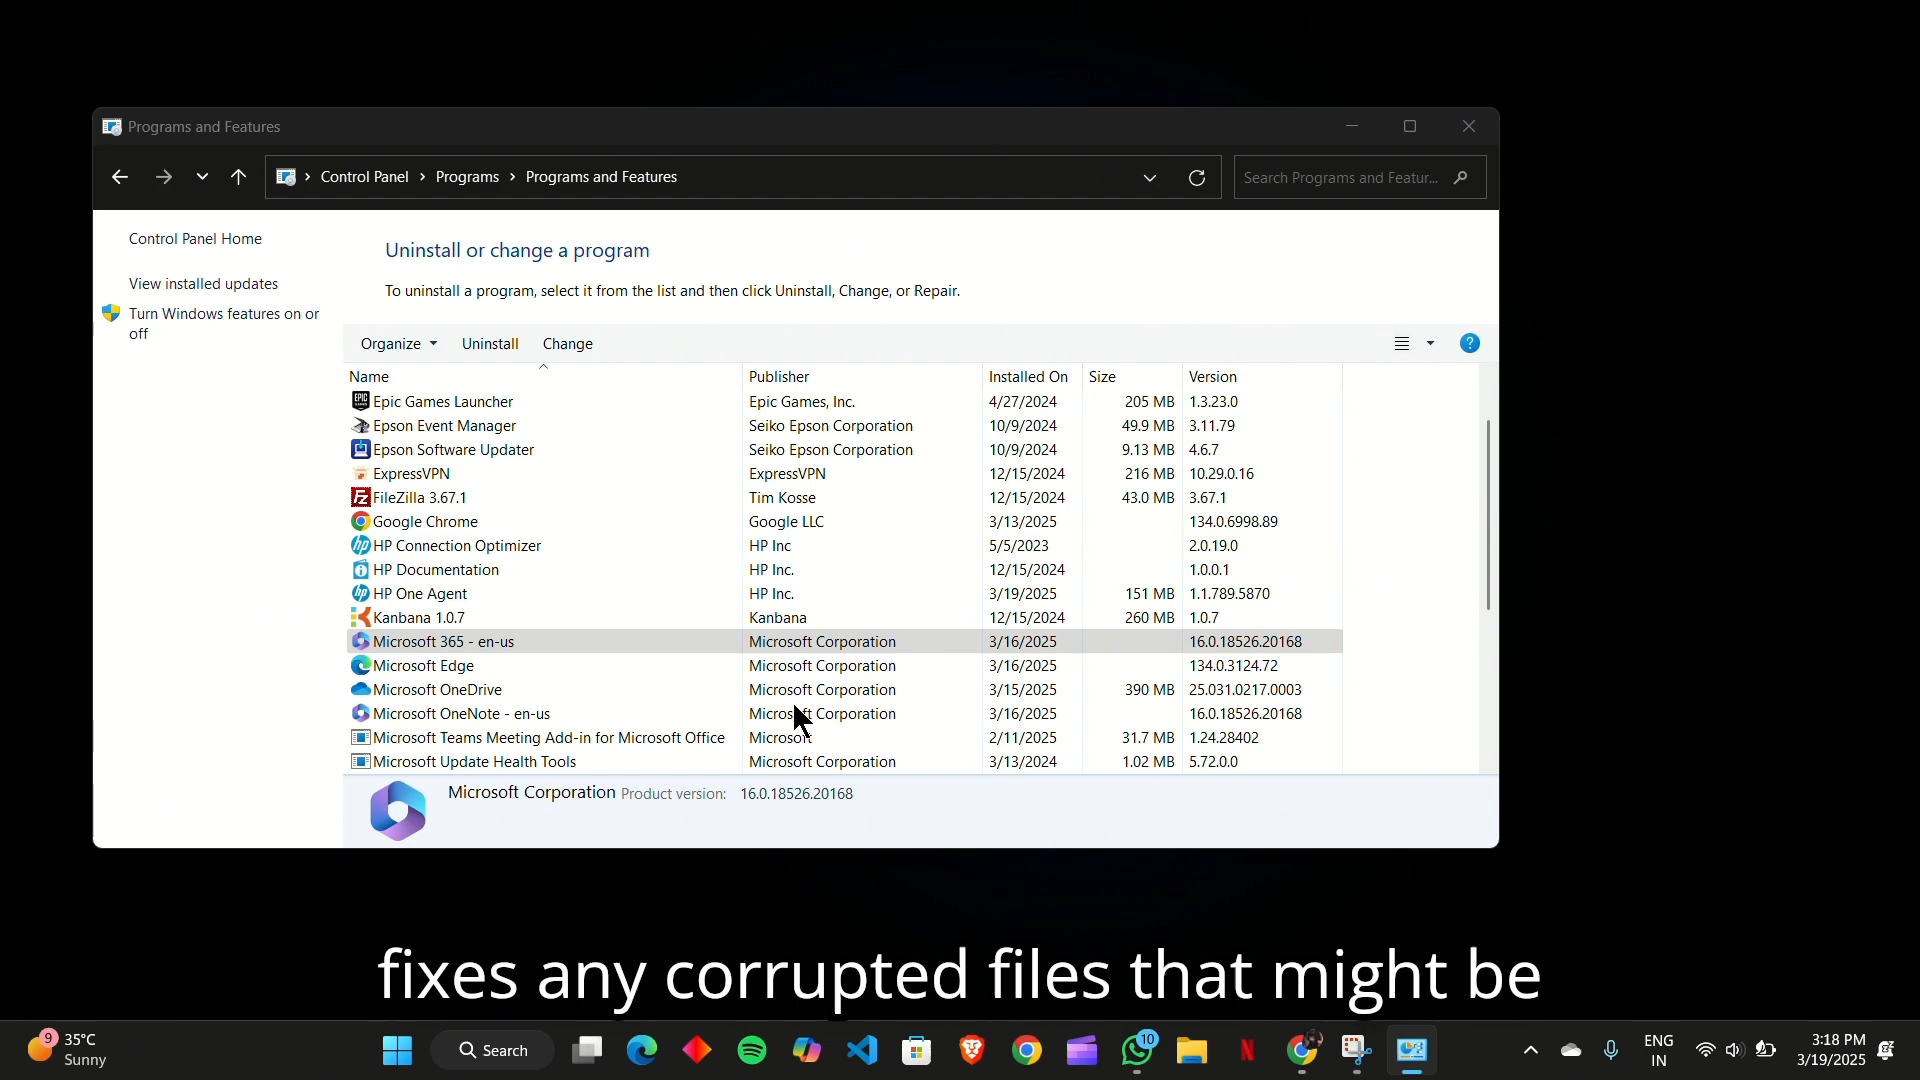 Programs and Features
Control Panel > Programs > Programs and Features
Search Programs and Featur...
Control Panel Home
View installed updates
Turn Windows features on or
off
Uninstall or change a program
To uninstall a program, select it from the list and then click Uninstall, Change, or Repair.
Organize Uninstall Change
Name Publisher Installed On Size Version
Epic Games Launcher Epic Games, Inc. 4/27/2024 205 MB 1.3.23.0
Epson Event Manager Seiko Epson Corporation 10/9/2024 49.9 MB 3.11.79
Epson Software Updater Seiko Epson Corporation 10/9/2024 9.13 MB 4.6.7
ExpressVPN ExpressVPN 12/15/2024 216 MB 10.29.0.16
FileZilla 3.67.1 Tim Kosse 12/15/2024 43.0 MB 3.67.1
Google Chrome Google LLC 3/13/2025 134.0.6998.89
HP Connection Optimizer HP Inc 5/5/2023 2.0.19.0
HP Documentation HP Inc. 12/15/2024 1.0.0.1
HP One Agent HP Inc. 3/19/2025 151 MB 1.1.789.5870
Kanbana 1.0.7 Kanbana 12/15/2024 260 MB 1.0.7
Microsoft 365 - en-us Microsoft Corporation 3/16/2025 16.0.18526.20168
Microsoft Edge Microsoft Corporation 3/16/2025 134.0.3124.72
Microsoft OneDrive Microsoft Corporation 3/15/2025 390 MB 25.031.0217.0003
Microsoft OneNote - en-us Microsoft Corporation 3/16/2025 16.0.18526.20168
Microsoft Teams Meeting Add-in for Microsoft Office Microsoft 2/11/2025 31.7 MB 1.24.28402
Microsoft Update Health Tools Microsoft Corporation 3/13/2024 1.02 MB 5.72.0.0
Microsoft Corporation Product version: 16.0.18526.20168
fixes any corrupted files that might be
9
35°C
Sunny
Search
10
ENG
IN
3:18 PM
3/19/2025